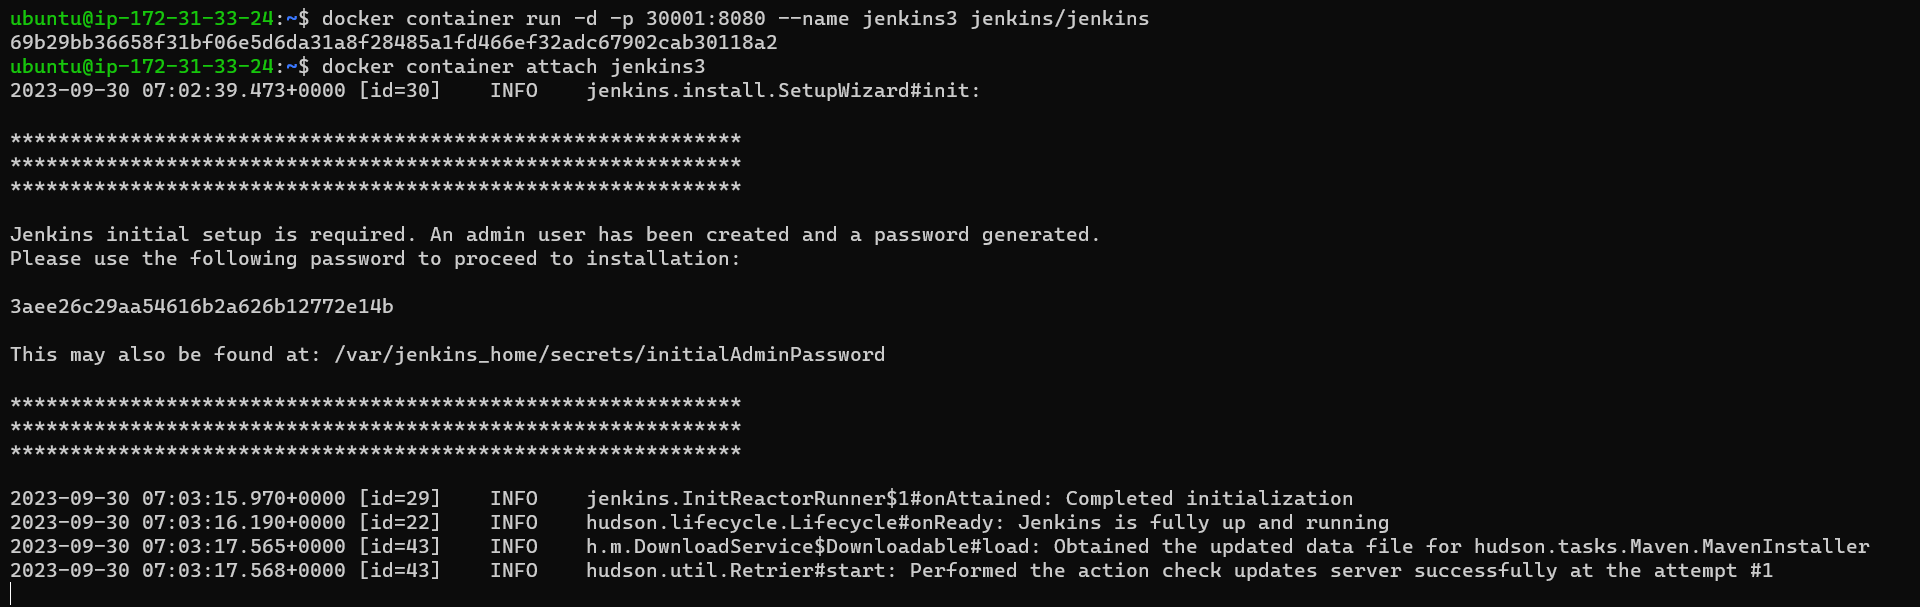 ubuntu@ip-172-31-33-24:~$ docker container run -d -p 30001:8080 --name jenkins3 jenkins/jenkins
69b29bb36658f31bf06e5d6da31a8f28485a1fd466ef32adc67902cab30118a2
ubuntu@ip-172-31-33-24:~$ docker container attach jenkins3
2023-09-30 07:02:39.473+0000 [id=30]    INFO    jenkins.install.SetupWizard#init:
*************************************************************
*************************************************************
*************************************************************
Jenkins initial setup is required. An admin user has been created and a password generated.
Please use the following password to proceed to installation:
3aee26c29aa54616b2a626b12772e14b
This may also be found at: /var/jenkins_home/secrets/initialAdminPassword
*************************************************************
*************************************************************
*************************************************************
2023-09-30 07:03:15.970+0000 [id=29]    INFO    jenkins.InitReactorRunner$1#onAttained: Completed initialization
2023-09-30 07:03:16.190+0000 [id=22]    INFO    hudson.lifecycle.Lifecycle#onReady: Jenkins is fully up and running
2023-09-30 07:03:17.565+0000 [id=43]    INFO    h.m.DownloadService$Downloadable#load: Obtained the updated data file for hudson.tasks.Maven.MavenInstaller
2023-09-30 07:03:17.568+0000 [id=43]    INFO    hudson.util.Retrier#start: Performed the action check updates server successfully at the attempt #1